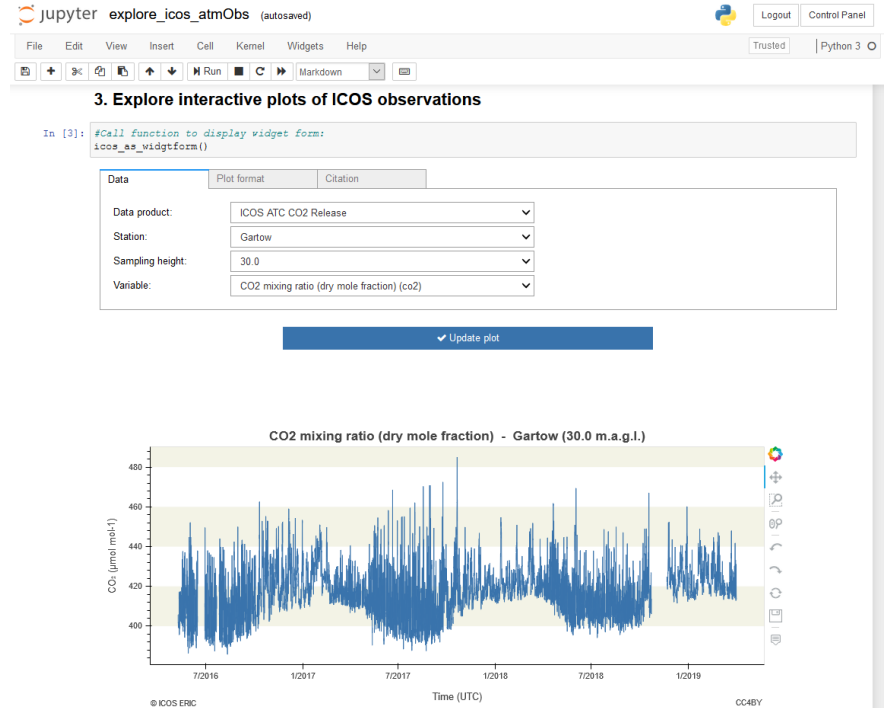 jupyter explore_icos_atmObs (autosaved)
Logout Control Panel
File Edit View Insert Cell Kernel Widgets Help
Trusted Python 3
Run Markdown
3. Explore interactive plots of ICOS observations
In [3]: #Call function to display widget form:
icos_as_widgtform()
Data Plot format Citation
Data product: ICOS ATC CO2 Release
Station: Gartow
Sampling height: 30.0
Variable: CO2 mixing ratio (dry mole fraction) (co2)
Update plot
CO2 mixing ratio (dry mole fraction) - Gartow (30.0 m.a.g.l.)
480
460
440
420
400
CO₂ (μmol mol-1)
7/2016 1/2017 7/2017 1/2018 7/2018 1/2019
Time (UTC)
© ICOS ERIC CC4BY